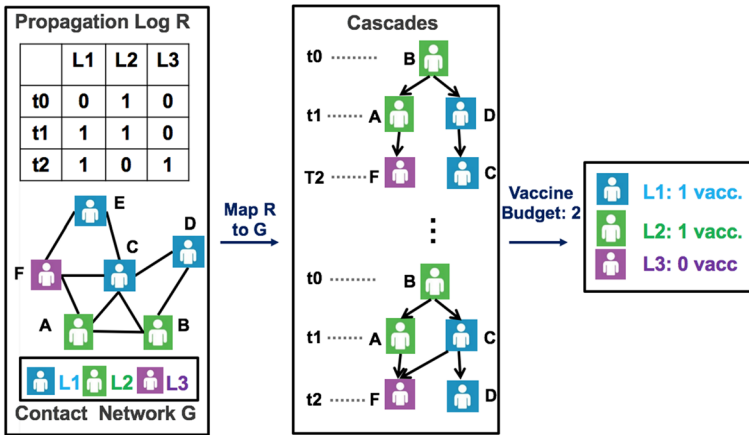 Propagation Log R
L1 L2 L3
t0 0 1 0
t1 1 1 0
t2 1 0 1
E
D
C
F
A
B
L1 L2 L3
Contact Network G
Map R
to G
Cascades
t0 ........ B
t1 ........ A D
T2 ........ F C
⋮
t0 ........ B
t1 ........ A C
t2 ........ F D
Vaccine
Budget: 2
L1: 1 vacc.
L2: 1 vacc.
L3: 0 vacc